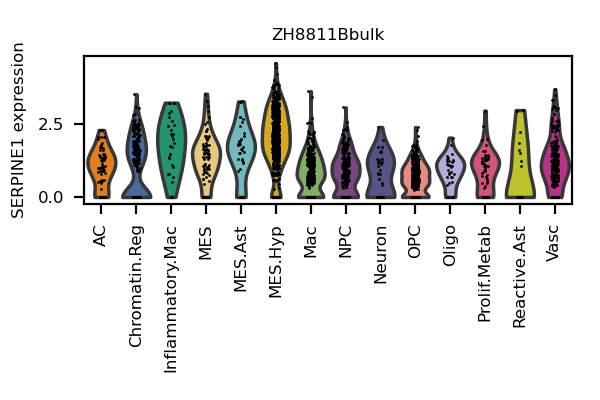 ZH8811Bbulk
SERPINE1 expression
2.5
0.0
AC
Chromatin.Reg
Inflammatory.Mac
MES
MES.Ast
MES.Hyp
Mac
NPC
Neuron
OPC
Oligo
Prolif.Metab
Reactive.Ast
Vasc